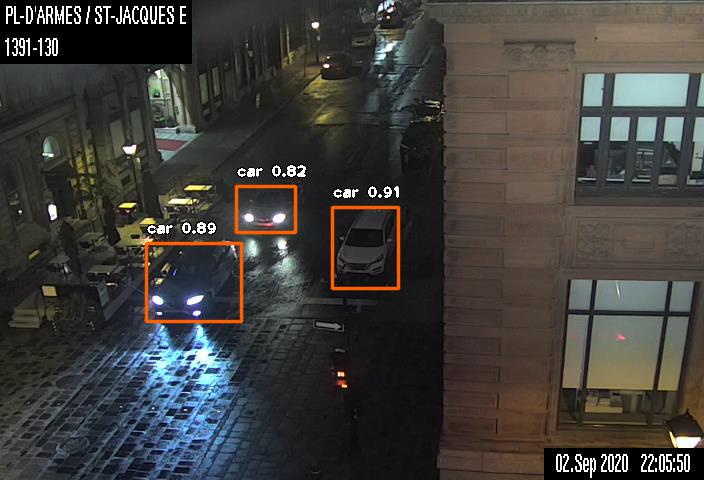 PL-D'ARMES / ST-JACQUES E
1391-130
car 0.82
car 0.91
car 0.89
02.Sep 2020 22:05:50